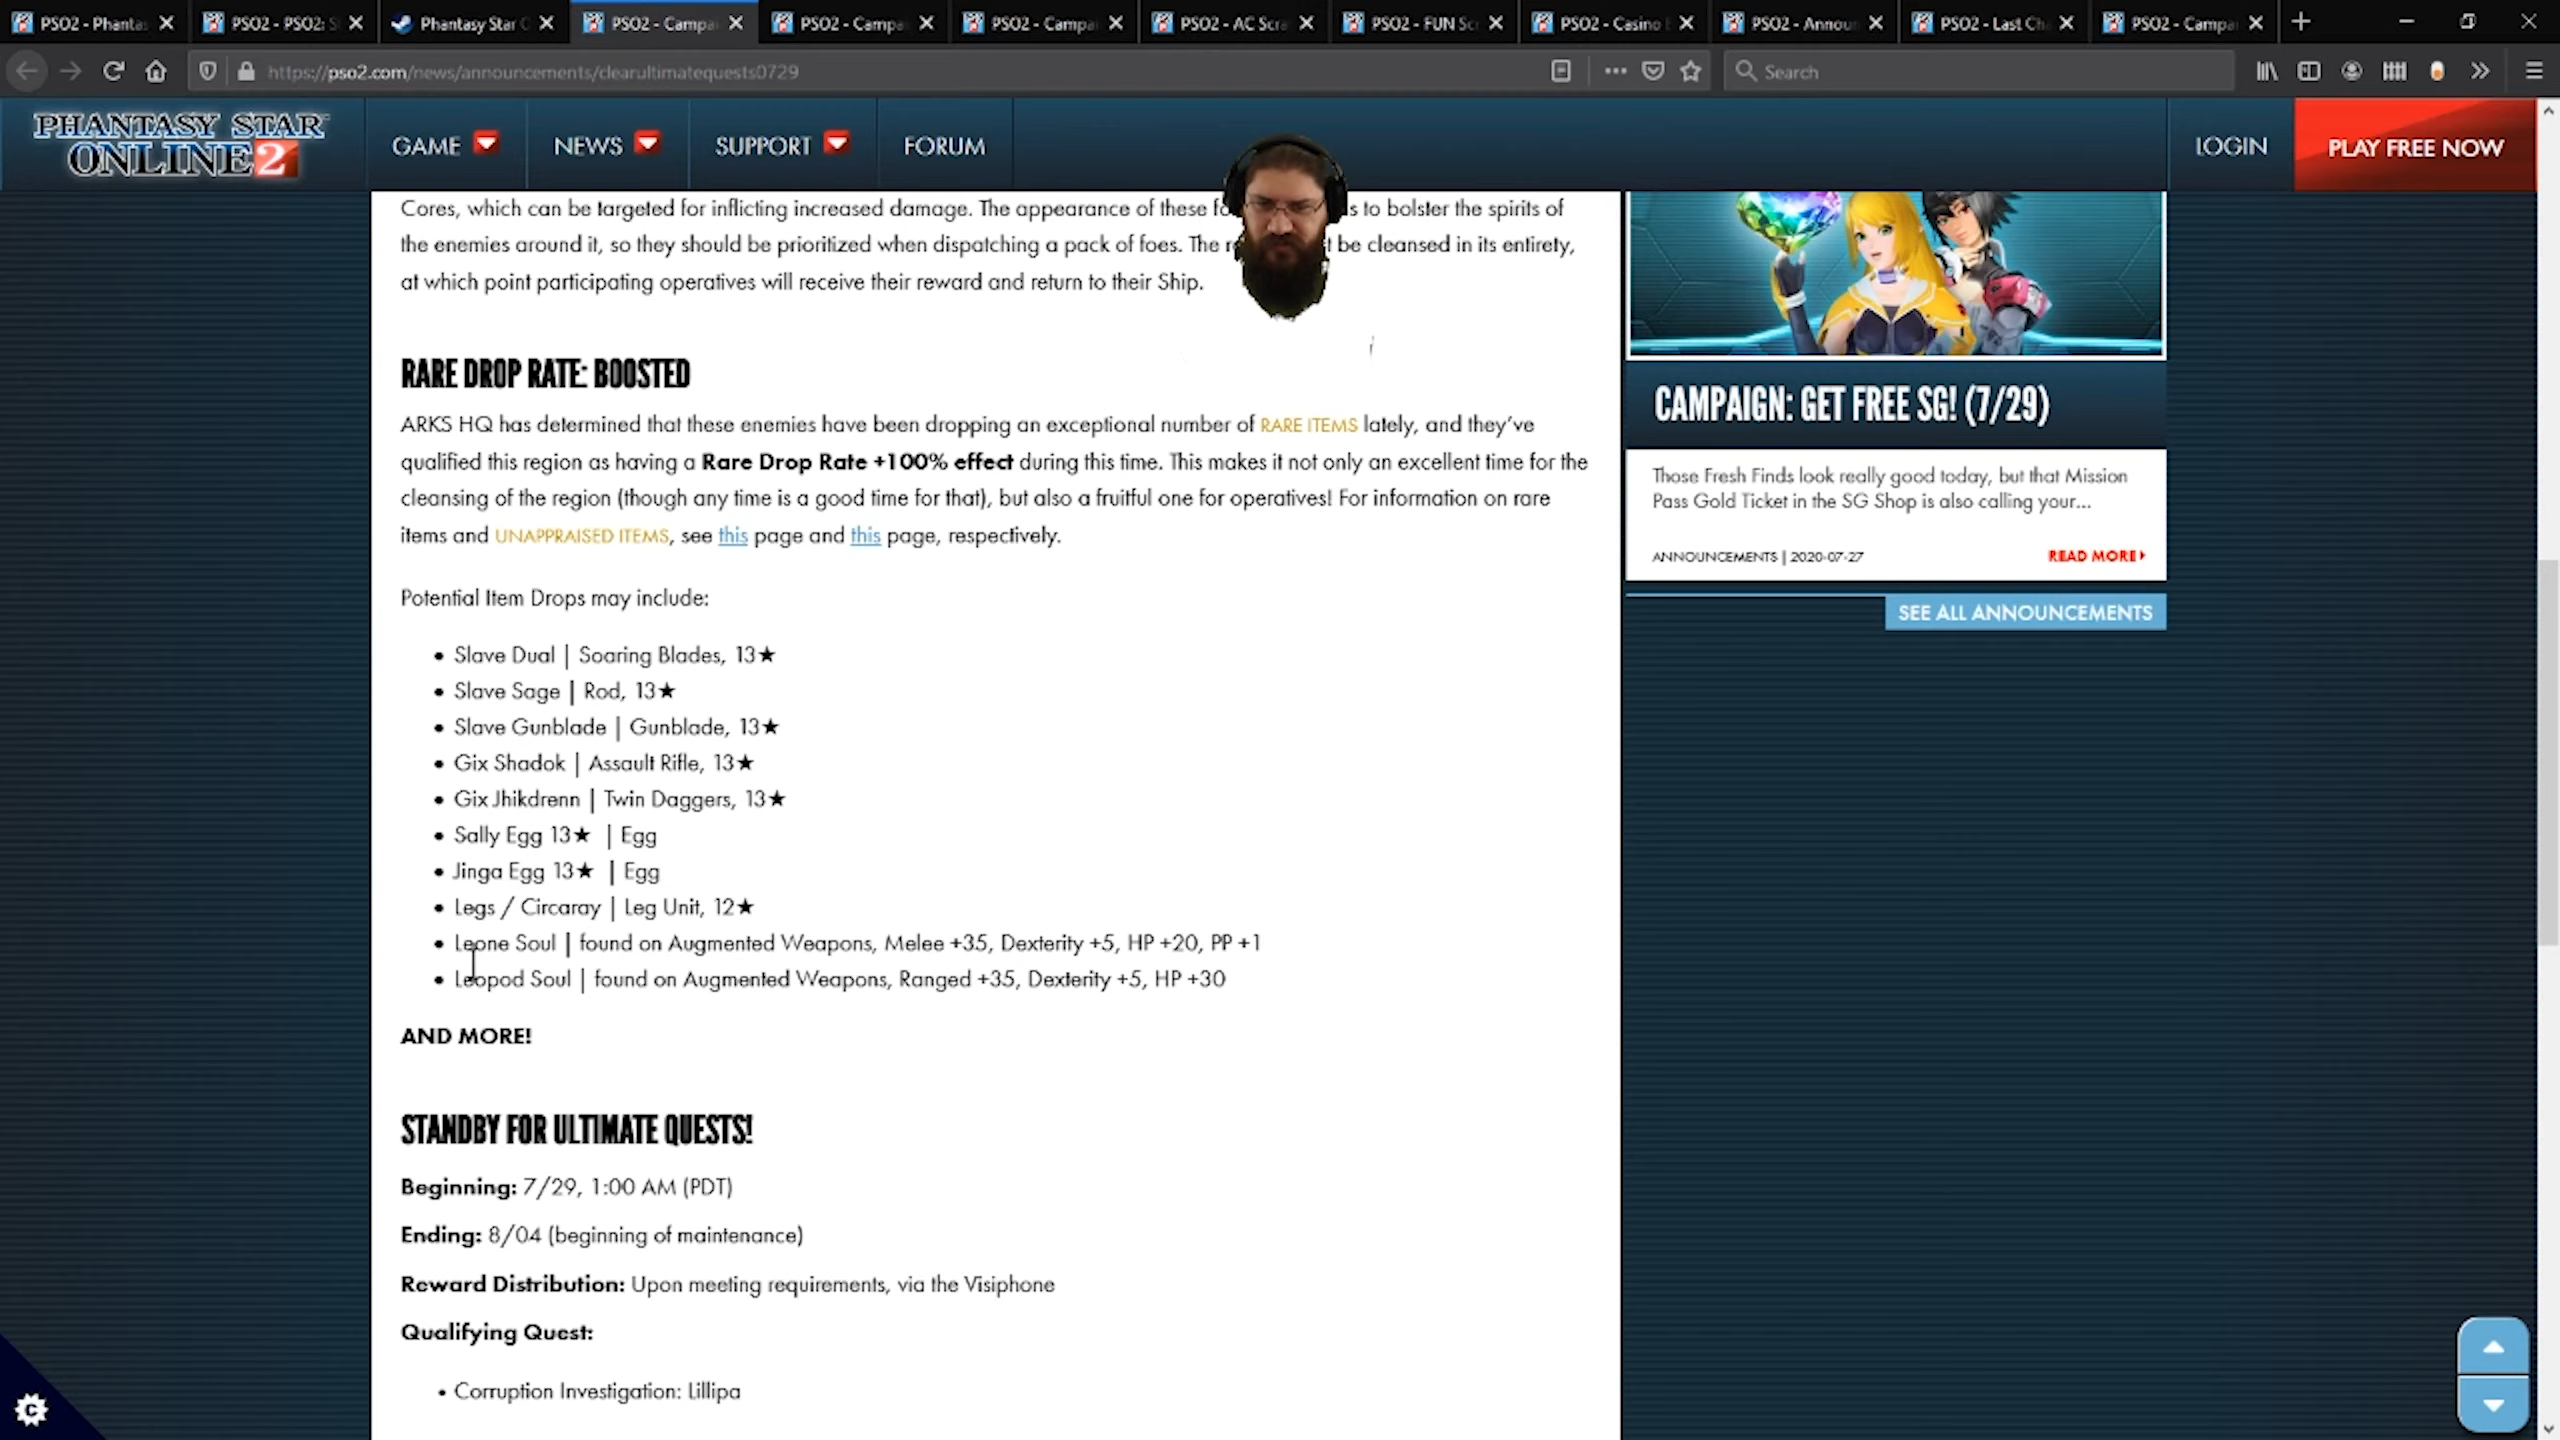 PSO2 - Phantas
PSO2 - PSO2: S
Phantasy Star O
PSO2 - Campai
PSO2 - Campai
PSO2 - Campai
PSO2 - AC Scra
PSO2 - FUN Scr
PSO2 - Casino
PSO2 - Announ
PSO2 - Last Cha
PSO2 - Campai
https://pso2.com/news/announcements/clearultimatequests0729
Search
PHANTASY STAR
ONLINE 2
GAME
NEWS
SUPPORT
FORUM
LOGIN
PLAY FREE NOW
Cores, which can be targeted for inflicting increased damage. The appearance of these fo s to bolster the spirits of
the enemies around it, so they should be prioritized when dispatching a pack of foes. The r t be cleansed in its entirety,
at which point participating operatives will receive their reward and return to their Ship.
RARE DROP RATE: BOOSTED
ARKS HQ has determined that these enemies have been dropping an exceptional number of RARE ITEMS lately, and they've
qualified this region as having a Rare Drop Rate +100% effect during this time. This makes it not only an excellent time for the
cleansing of the region (though any time is a good time for that), but also a fruitful one for operatives! For information on rare
items and UNAPPRAISED ITEMS, see this page and this page, respectively.
Potential Item Drops may include:
• Slave Dual | Soaring Blades, 13★
• Slave Sage | Rod, 13★
• Slave Gunblade | Gunblade, 13★
• Gix Shadok | Assault Rifle, 13★
• Gix Jhikdrenn | Twin Daggers, 13★
• Sally Egg 13★ | Egg
• Jinga Egg 13★ | Egg
• Legs / Circaray | Leg Unit, 12★
• Leone Soul | found on Augmented Weapons, Melee +35, Dexterity +5, HP +20, PP +1
• Leopod Soul | found on Augmented Weapons, Ranged +35, Dexterity +5, HP +30
AND MORE!
STANDBY FOR ULTIMATE QUESTS!
Beginning: 7/29, 1:00 AM (PDT)
Ending: 8/04 (beginning of maintenance)
Reward Distribution: Upon meeting requirements, via the Visiphone
Qualifying Quest:
• Corruption Investigation: Lillipa
CAMPAIGN: GET FREE SG! (7/29)
Those Fresh Finds look really good today, but that Mission
Pass Gold Ticket in the SG Shop is also calling your...
ANNOUNCEMENTS | 2020-07-27
READ MORE
SEE ALL ANNOUNCEMENTS